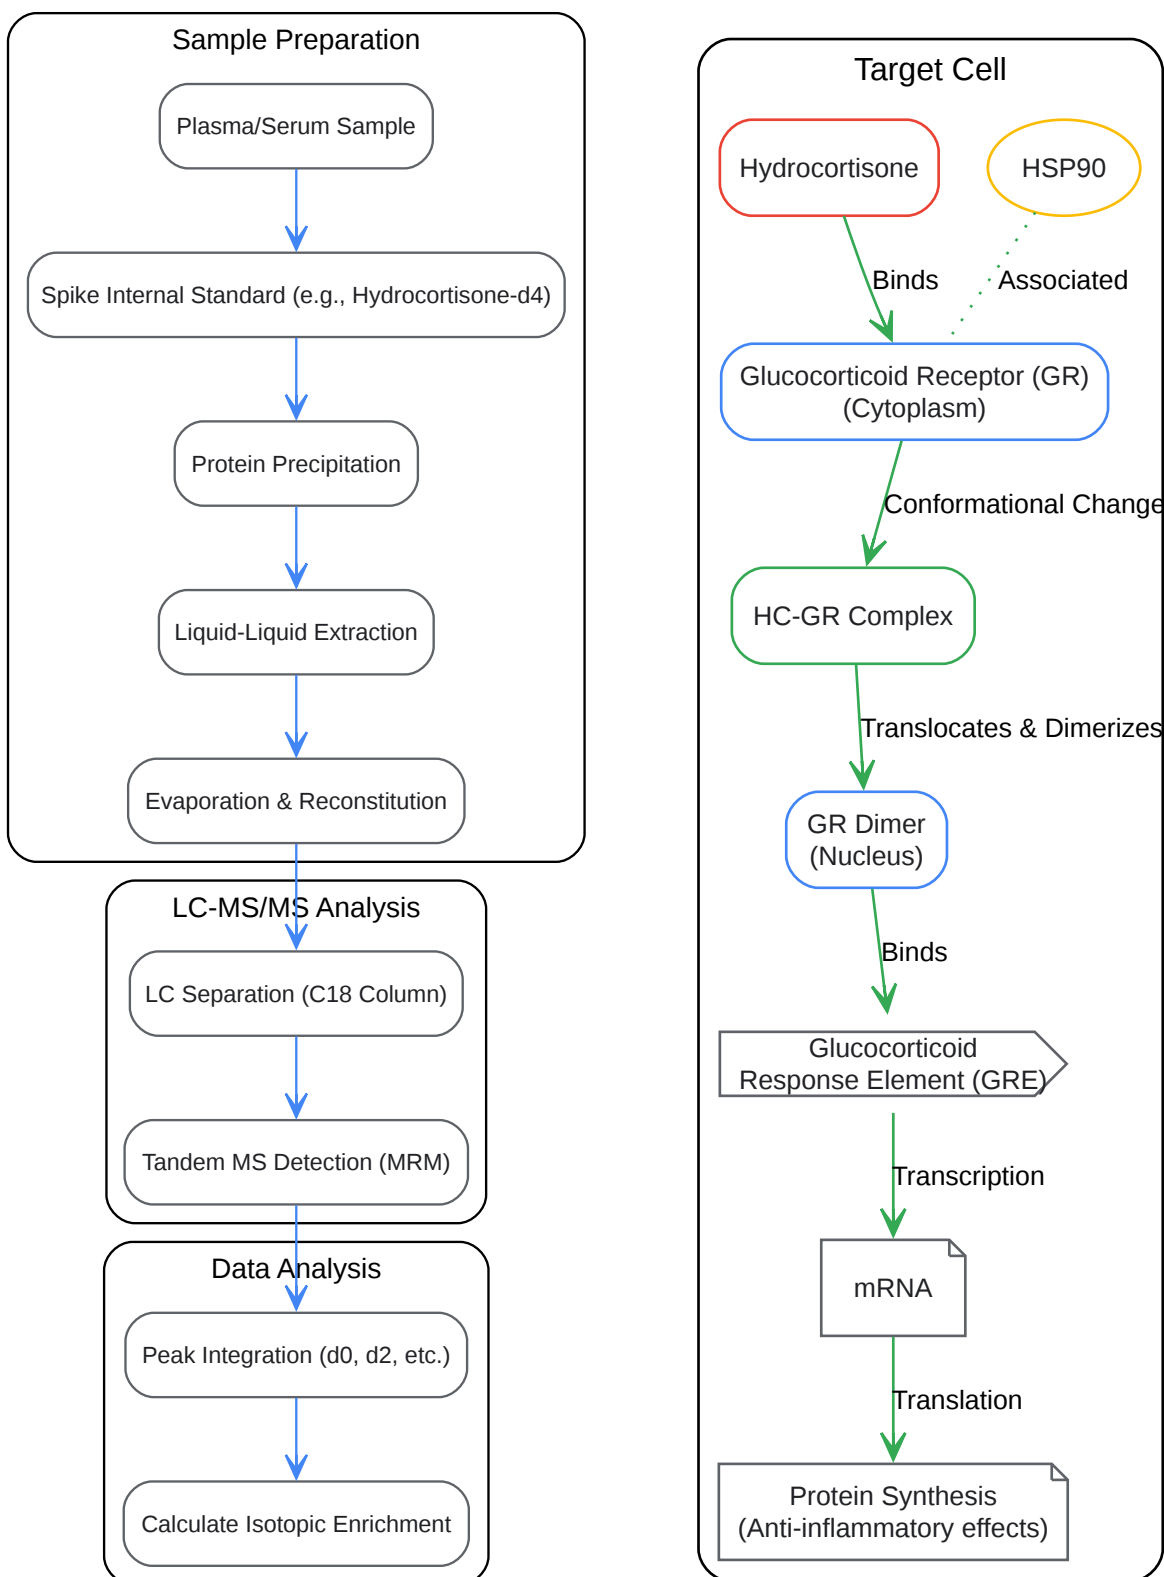 Sample Preparation
Plasma/Serum Sample
Spike Internal Standard (e.g., Hydrocortisone-d4)
Protein Precipitation
Liquid-Liquid Extraction
Evaporation & Reconstitution
LC-MS/MS Analysis
LC Separation (C18 Column)
Tandem MS Detection (MRM)
Data Analysis
Peak Integration (d0, d2, etc.)
Calculate Isotopic Enrichment
Target Cell
Hydrocortisone
HSP90
Binds
Associated
Glucocorticoid Receptor (GR)
(Cytoplasm)
Conformational Change
HC-GR Complex
Translocates & Dimerizes
GR Dimer
(Nucleus)
Binds
Glucocorticoid
Response Element (GRE)
Transcription
mRNA
Translation
Protein Synthesis
(Anti-inflammatory effects)